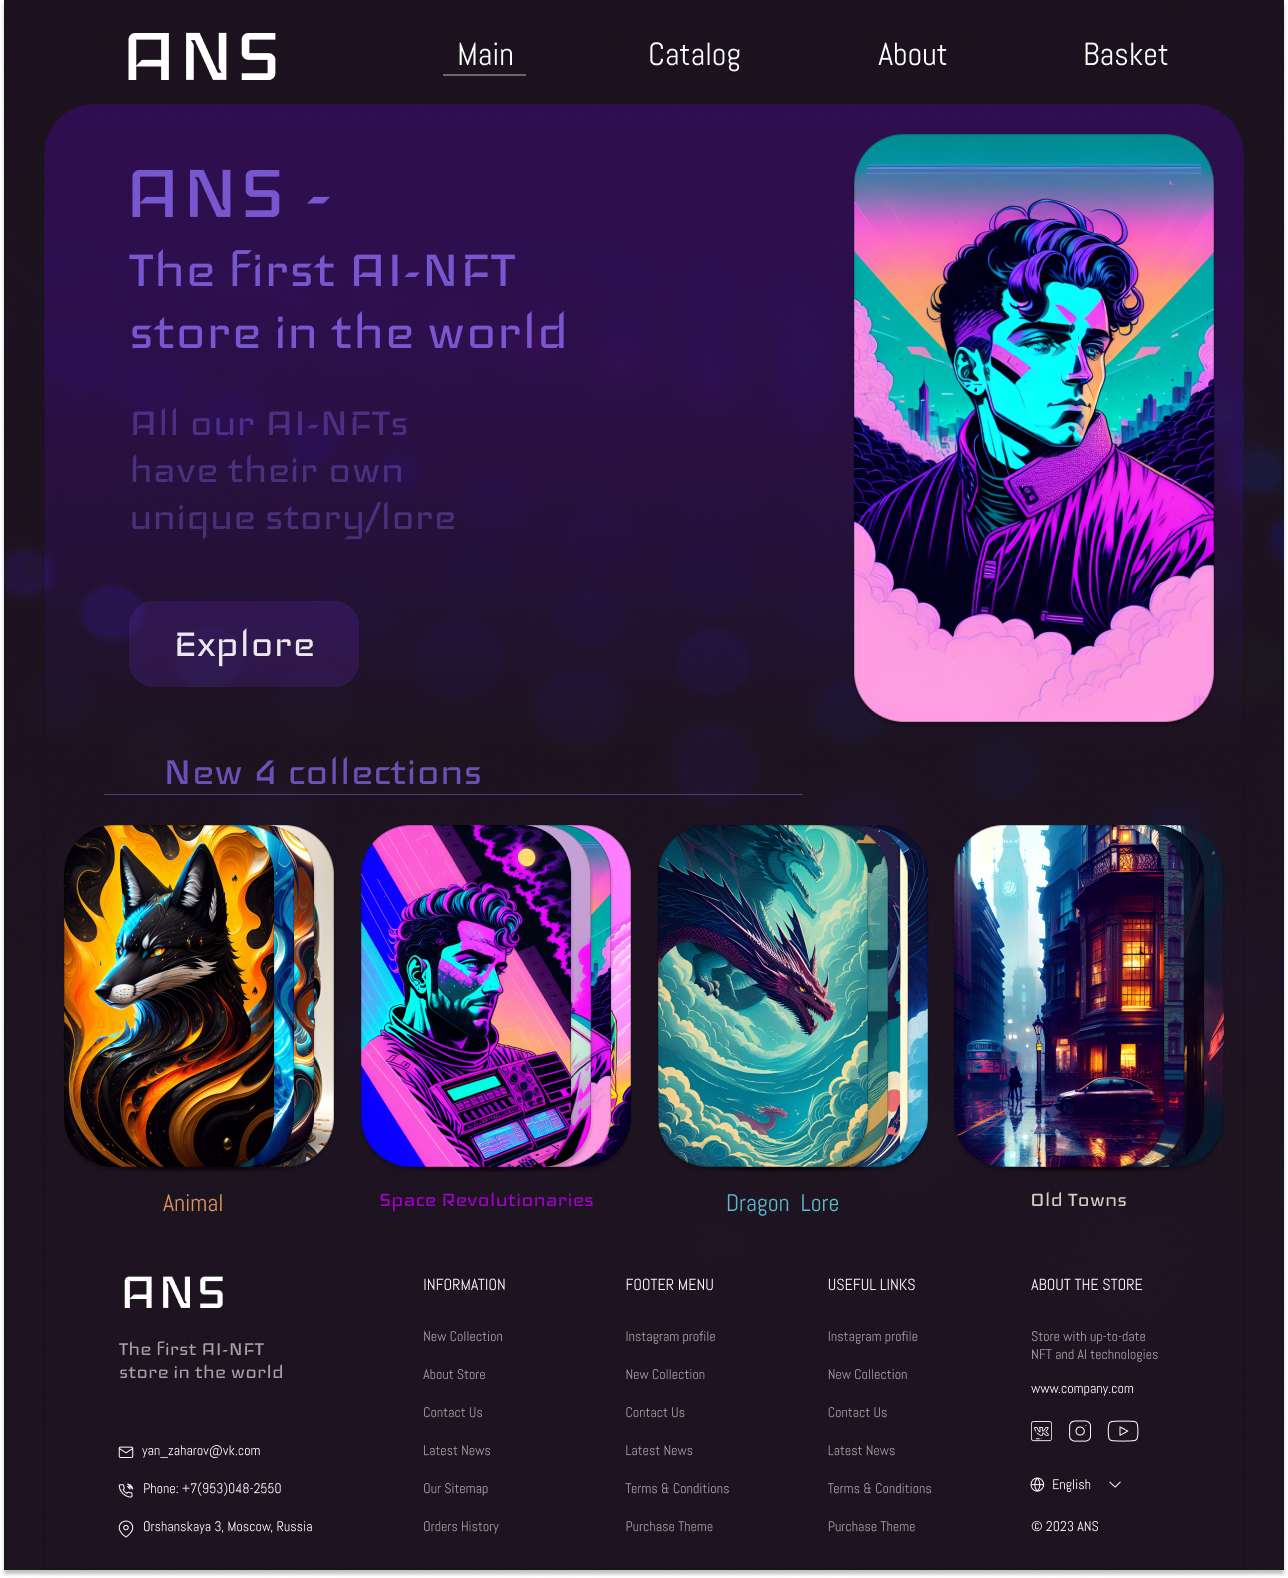 ANS
Main
Catalog
About
Basket
ANS -
The first AI-NFT
store in the world
All our AI-NFTs
have their own
unique story/lore
Explore
New 4 collections
Animal
Space Revolutionaries
Dragon Lore
Old Towns
ANS
The first AI-NFT
store in the world
yan_zaharov@vk.com
Phone: +7(953)048-2550
Orshanskaya 3, Moscow, Russia
INFORMATION
New Collection
About Store
Contact Us
Latest News
Our Sitemap
Orders History
FOOTER MENU
Instagram profile
New Collection
Contact Us
Latest News
Terms & Conditions
Purchase Theme
USEFUL LINKS
Instagram profile
New Collection
Contact Us
Latest News
Terms & Conditions
Purchase Theme
ABOUT THE STORE
Store with up-to-date
NFT and AI technologies
www.company.com
English
© 2023 ANS